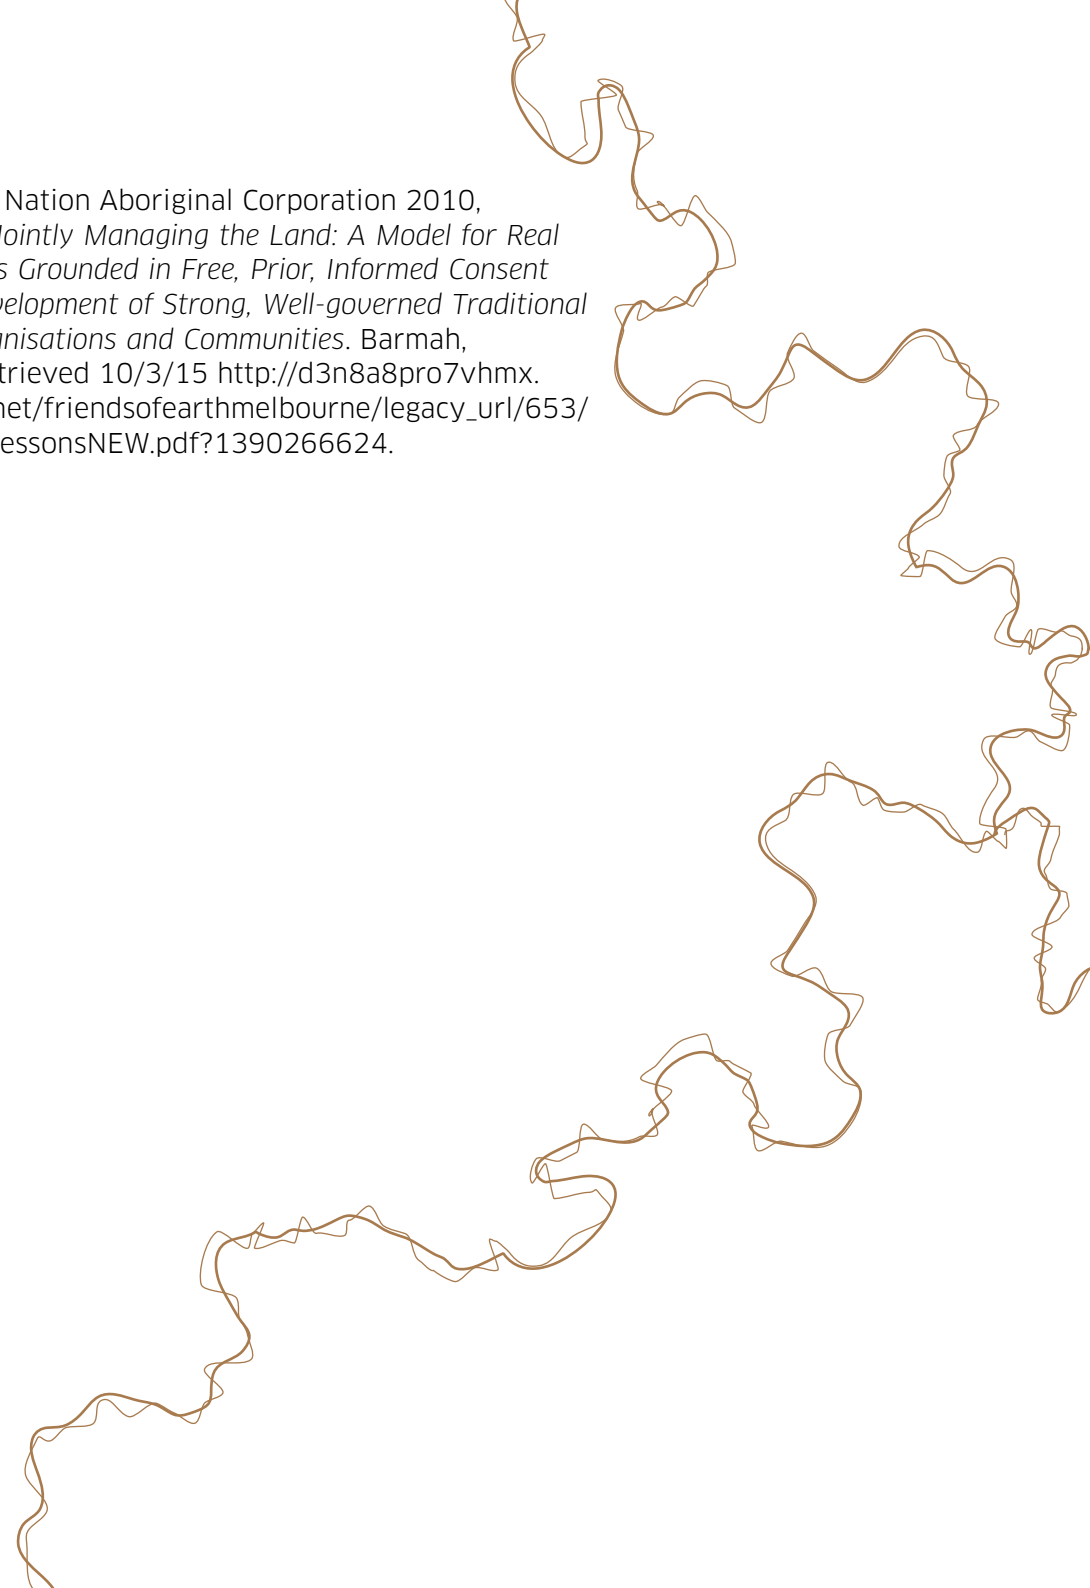 Nation Aboriginal Corporation 2010,
Jointly Managing the Land: A Model for Real
s Grounded in Free, Prior, Informed Consent
velopment of Strong, Well-governed Traditional
anisations and Communities. Barmah,
trieved 10/3/15 http://d3n8a8pro7vhmx.
net/friendsofearthmelbourne/legacy_url/653/
essonsNEW.pdf?1390266624.